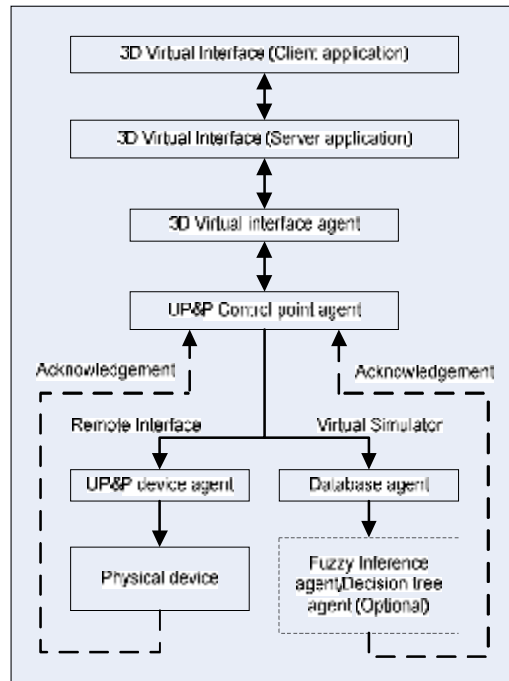 3D Virtual Interface (Client application)
3D Virtual Interface (Server application)
3D Virtual interface agent
UP&P Control point agent
Acknowledgement
Acknowledgement
Remote Interface
Virtual Simulator
UP&P device agent
Database agent
Physical device
Fuzzy Inference
agent/Decision tree
agent (Optional)